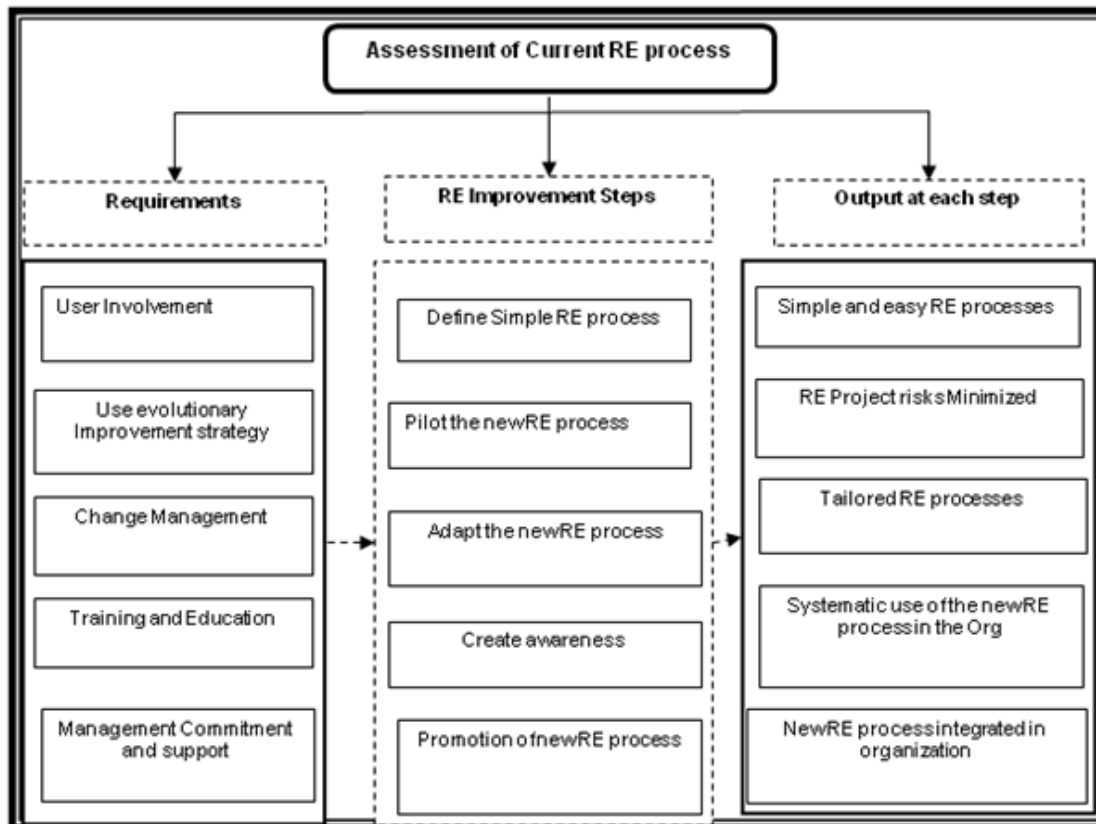 Assessment of Current RE process
Requirements
RE Improvement Steps
Output at each step
User Involvement
Use evolutionary
Improvement strategy
Change Management
Training and Education
Management Commitment
and support
Define Simple RE process
Pilot the newRE process
Adapt the newRE process
Create awareness
Promotion of newRE process
Simple and easy RE processes
RE Project risks Minimized
Tailored RE processes
Systematic use of the newRE
process in the Org
NewRE process integrated in
organization